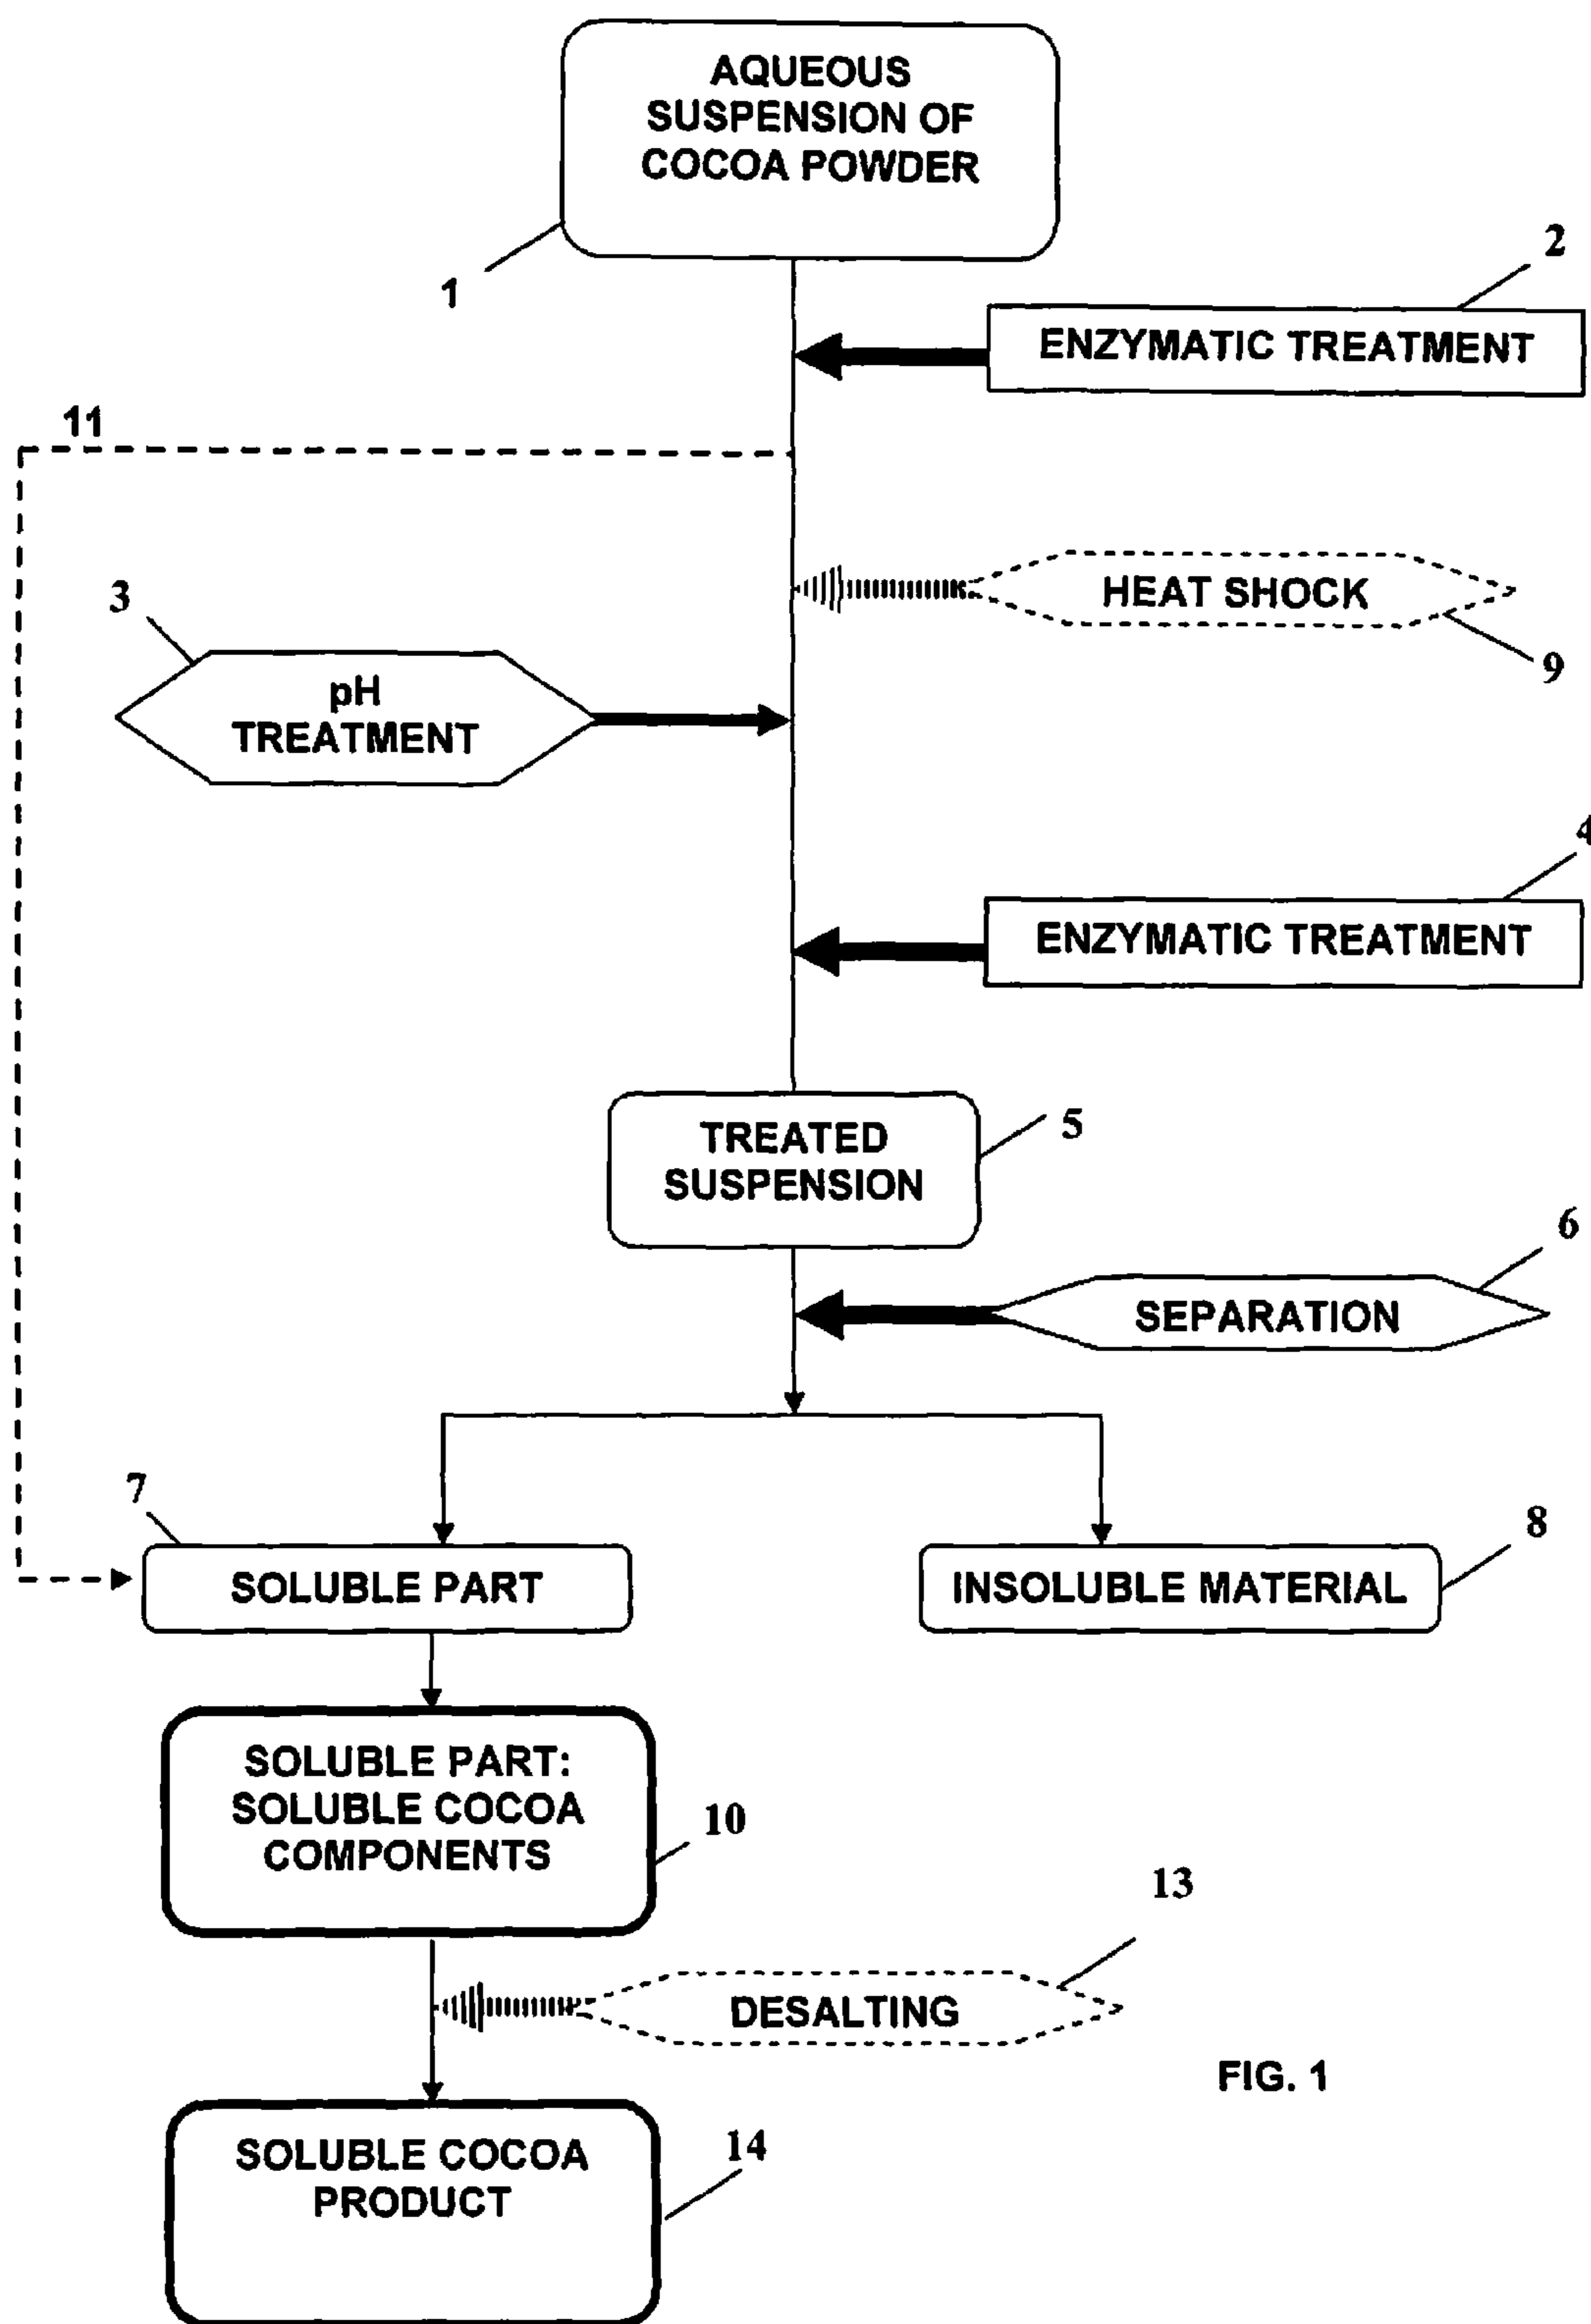 AQUEOUS
SUSPENSION OF
COCOA POWDER
1
2
ENZYMATIC TREATMENT
11
HEAT SHOCK
9
3
pH
TREATMENT
4
ENZYMATIC TREATMENT
TREATED
SUSPENSION
5
6
SEPARATION
7
SOLUBLE PART
8
INSOLUBLE MATERIAL
SOLUBLE PART:
SOLUBLE COCOA
COMPONENTS
10
13
DESALTING
FIG. 1
SOLUBLE COCOA
PRODUCT
14